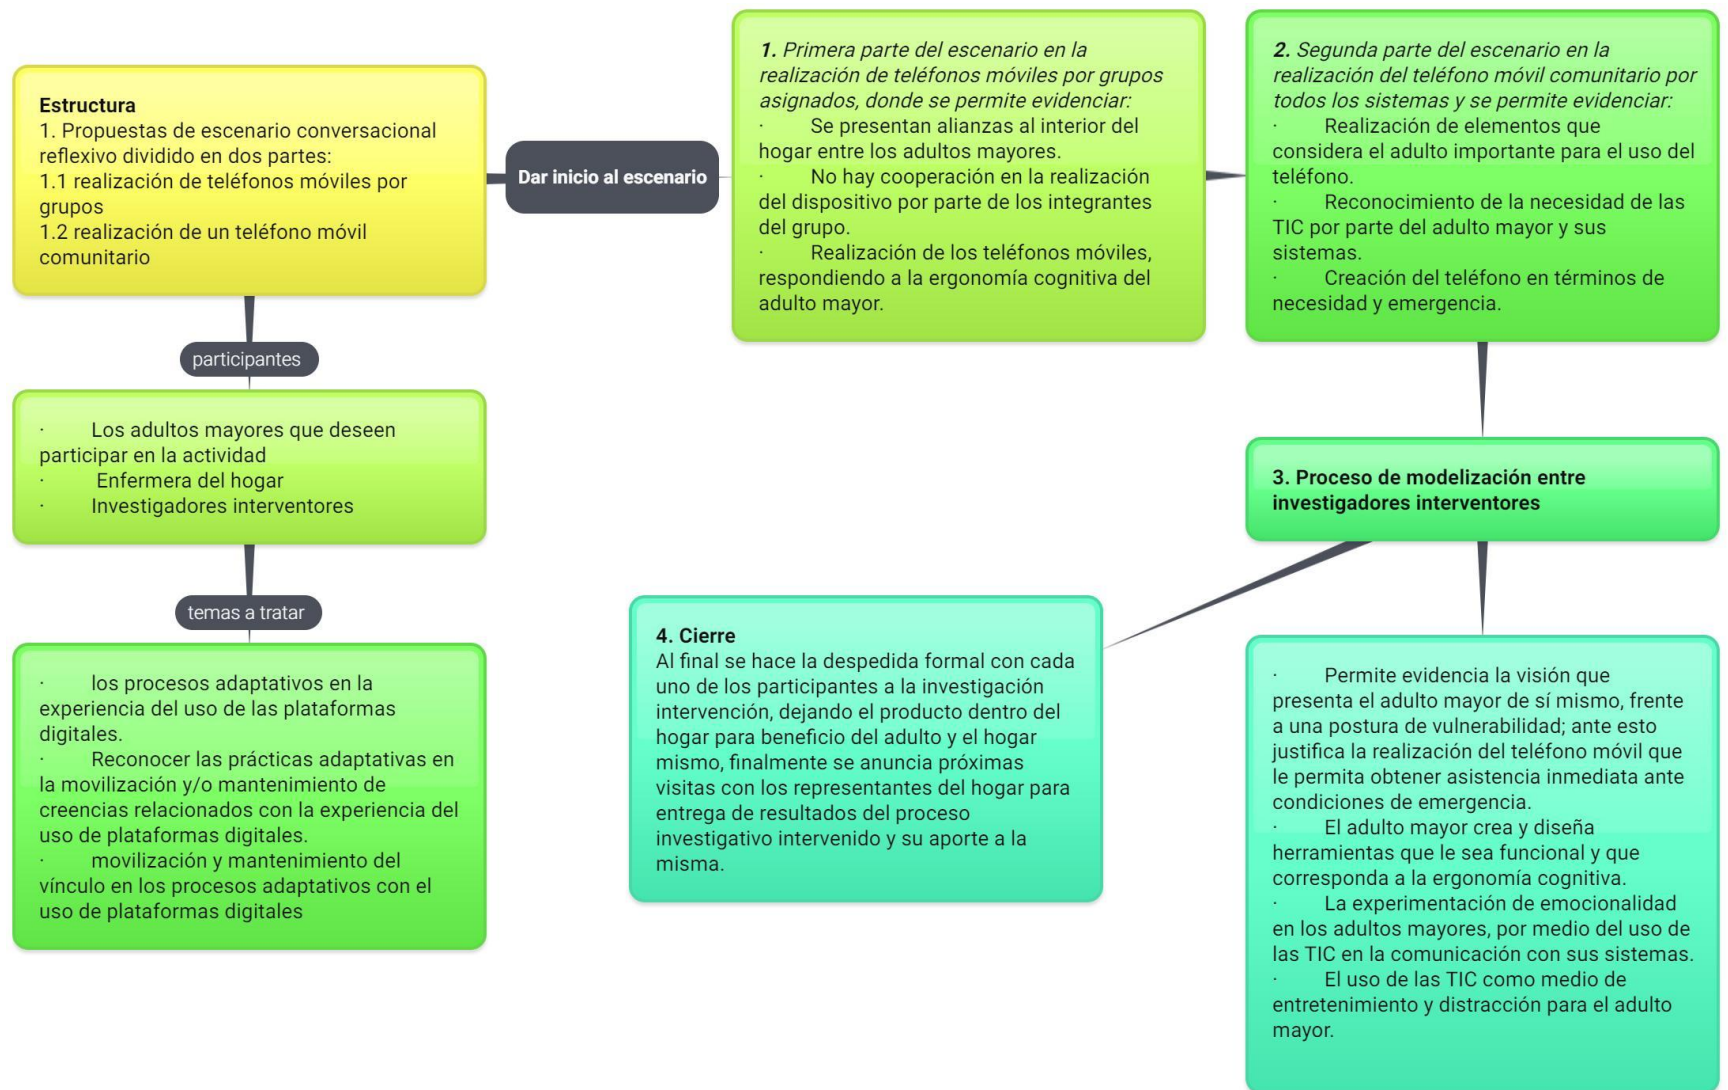 Estructura
1. Propuestas de escenario conversacional
reflexivo dividido en dos partes:
1.1 realización de teléfonos móviles por
grupos
1.2 realización de un teléfono móvil
comunitario
participantes
· Los adultos mayores que deseen
participar en la actividad
· Enfermera del hogar
· Investigadores interventores
temas a tratar
· los procesos adaptativos en la
experiencia del uso de las plataformas
digitales.
· Reconocer las prácticas adaptativas en
la movilización y/o mantenimiento de
creencias relacionados con la experiencia del
uso de plataformas digitales.
· movilización y mantenimiento del
vínculo en los procesos adaptativos con el
uso de plataformas digitales
Dar inicio al escenario
1. Primera parte del escenario en la
realización de teléfonos móviles por grupos
asignados, donde se permite evidenciar:
· Se presentan alianzas al interior del
hogar entre los adultos mayores.
· No hay cooperación en la realización
del dispositivo por parte de los integrantes
del grupo.
· Realización de los teléfonos móviles,
respondiendo a la ergonomía cognitiva del
adulto mayor.
2. Segunda parte del escenario en la
realización del teléfono móvil comunitario por
todos los sistemas y se permite evidenciar:
· Realización de elementos que
considera el adulto importante para el uso del
teléfono.
· Reconocimiento de la necesidad de las
TIC por parte del adulto mayor y sus
sistemas.
· Creación del teléfono en términos de
necesidad y emergencia.
3. Proceso de modelización entre
investigadores interventores
· Permite evidencia la visión que
presenta el adulto mayor de sí mismo, frente
a una postura de vulnerabilidad; ante esto
justifica la realización del teléfono móvil que
le permita obtener asistencia inmediata ante
condiciones de emergencia.
· El adulto mayor crea y diseña
herramientas que le sea funcional y que
corresponda a la ergonomía cognitiva.
· La experimentación de emocionalidad
en los adultos mayores, por medio del uso de
las TIC en la comunicación con sus sistemas.
· El uso de las TIC como medio de
entretenimiento y distracción para el adulto
mayor.
4. Cierre
Al final se hace la despedida formal con cada
uno de los participantes a la investigación
intervención, dejando el producto dentro del
hogar para beneficio del adulto y el hogar
mismo, finalmente se anuncia próximas
visitas con los representantes del hogar para
entrega de resultados del proceso
investigativo intervenido y su aporte a la
misma.